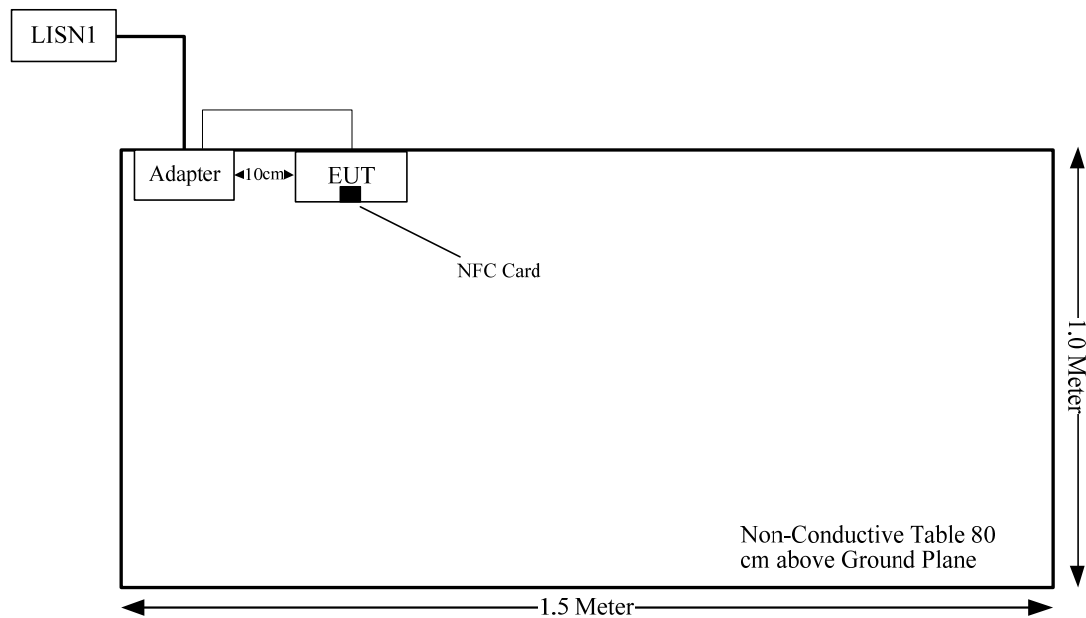 LISN1
Adapter
10cm
EUT
NFC Card
1.0 Meter
Non-Conductive Table 80
cm above Ground Plane
1.5 Meter